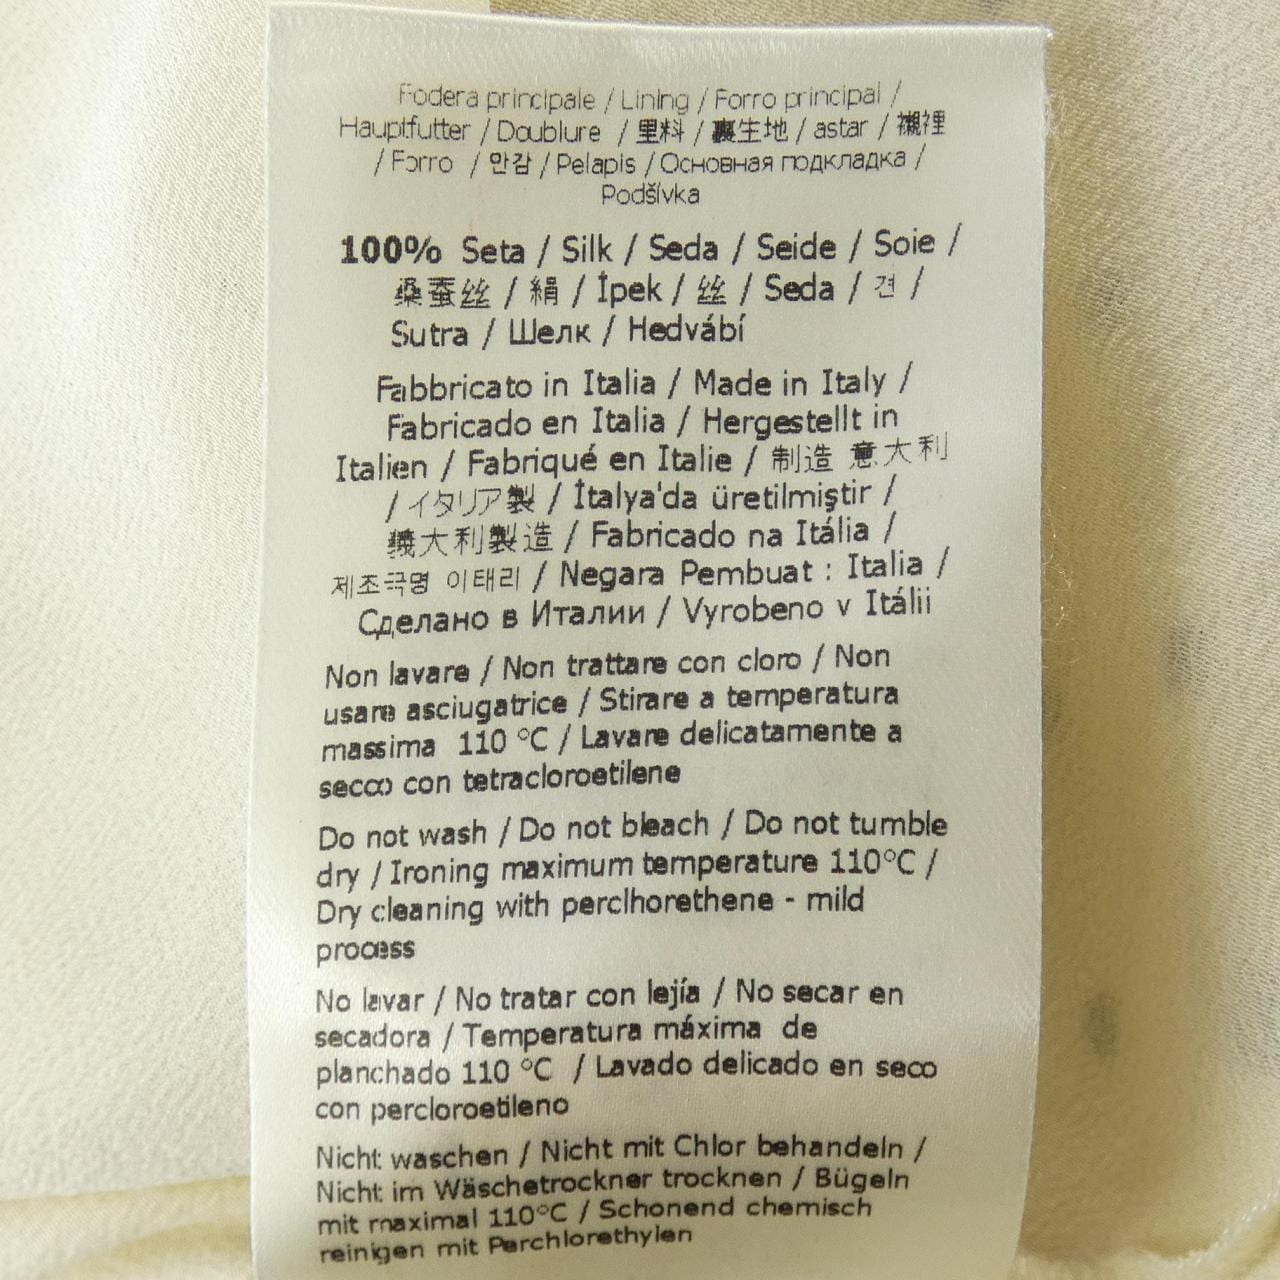 Fodera principale / Lining / Forro principal /
Hauptfutter / Doublure / 里料 / 裏生地 / astar / 襯裡
/ Forro / 안감 / Pelapis / Основная подкладка /
Podšívka
100% Seta / Silk / Seda / Seide / Soie /
桑蚕丝 / 絹 / İpek / 丝 / Seda / 견 /
Sutra / Шелк / Hedvábí
Fabbricato in Italia / Made in Italy /
Fabricado en Italia / Hergestellt in
Italien / Fabriqué en Italie / 制造 意大利
/ イタリア製 / İtalya'da üretilmiştir /
義大利製造 / Fabricado na Itália /
제조국명 이태리 / Negara Pembuat : Italia /
Сделано в Италии / Vyrobeno v Itálii
Non lavare / Non trattare con cloro / Non
usare asciugatrice / Stirare a temperatura
massima 110 °C / Lavare delicatamente a
secco con tetracloroetilene
Do not wash / Do not bleach / Do not tumble
dry / Ironing maximum temperature 110°C /
Dry cleaning with perclhorethene - mild
process
No lavar / No tratar con lejía / No secar en
secadora / Temperatura máxima de
planchado 110 °C / Lavado delicado en seco
con percloroetileno
Nicht waschen / Nicht mit Chlor behandeln /
Nicht im Wäschetrockner trocknen / Bügeln
mit maximal 110°C / Schonend chemisch
reinigen mit Perchlorethylen